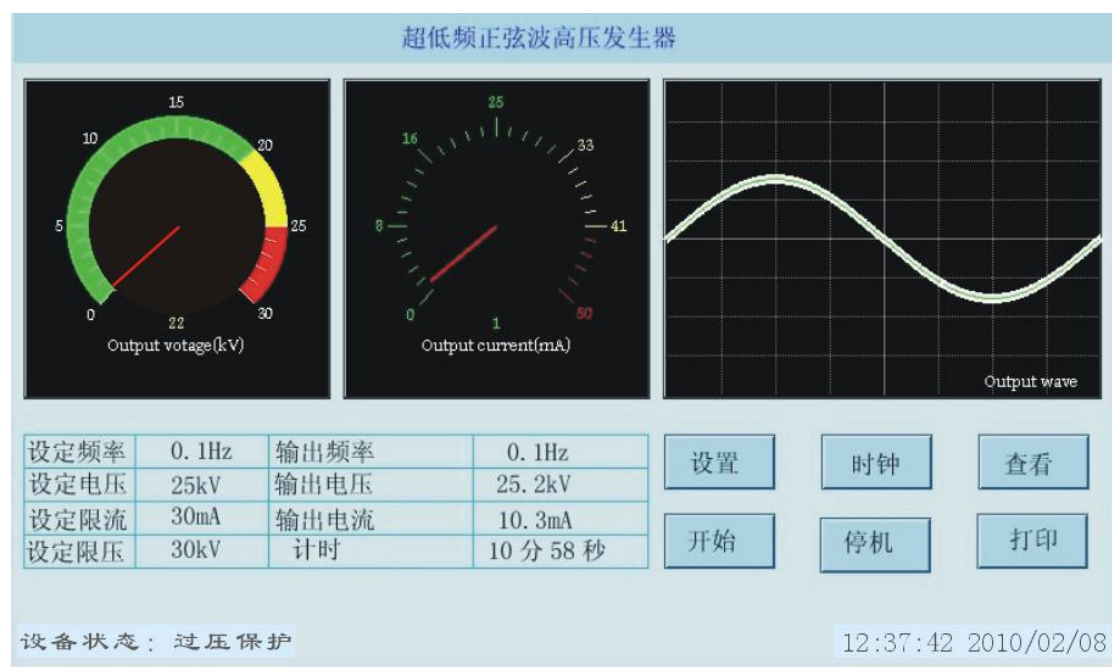 超低频正弦波高压发生器
0
5
10
15
20
25
30
22
Output votage(kV)
0
8
16
25
33
41
50
1
Output current(mA)
Output wave
设定频率 0.1Hz 输出频率 0.1Hz
设定电压 25kV 输出电压 25.2kV
设定限流 30mA 输出电流 10.3mA
设定限压 30kV 计时 10分58秒
设置 时钟 查看
开始 停机 打印
设备状态：过压保护 12:37:42 2010/02/08